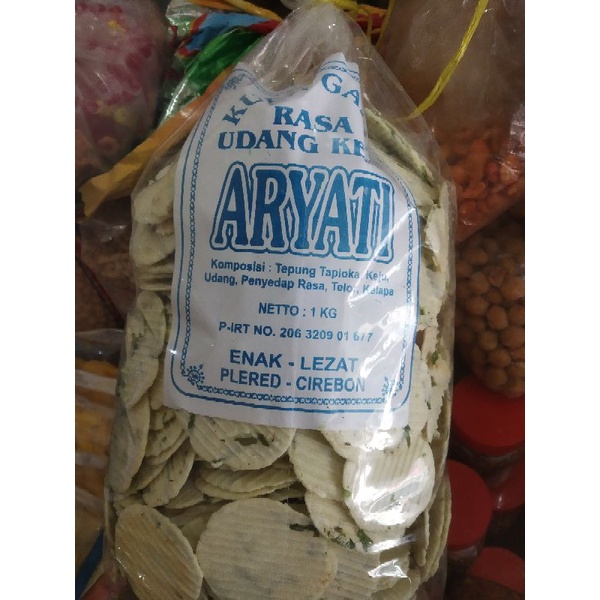 RASA
UDANG
ARYATI
Komposisi : Tepung Tapioka, Keju,
Udang, Penyedap Rasa, Telor, Kelapa
NETTO : 1 KG
P-IRT NO. 206 3209 01 677
ENAK - LEZAT
PLERED - CIREBON